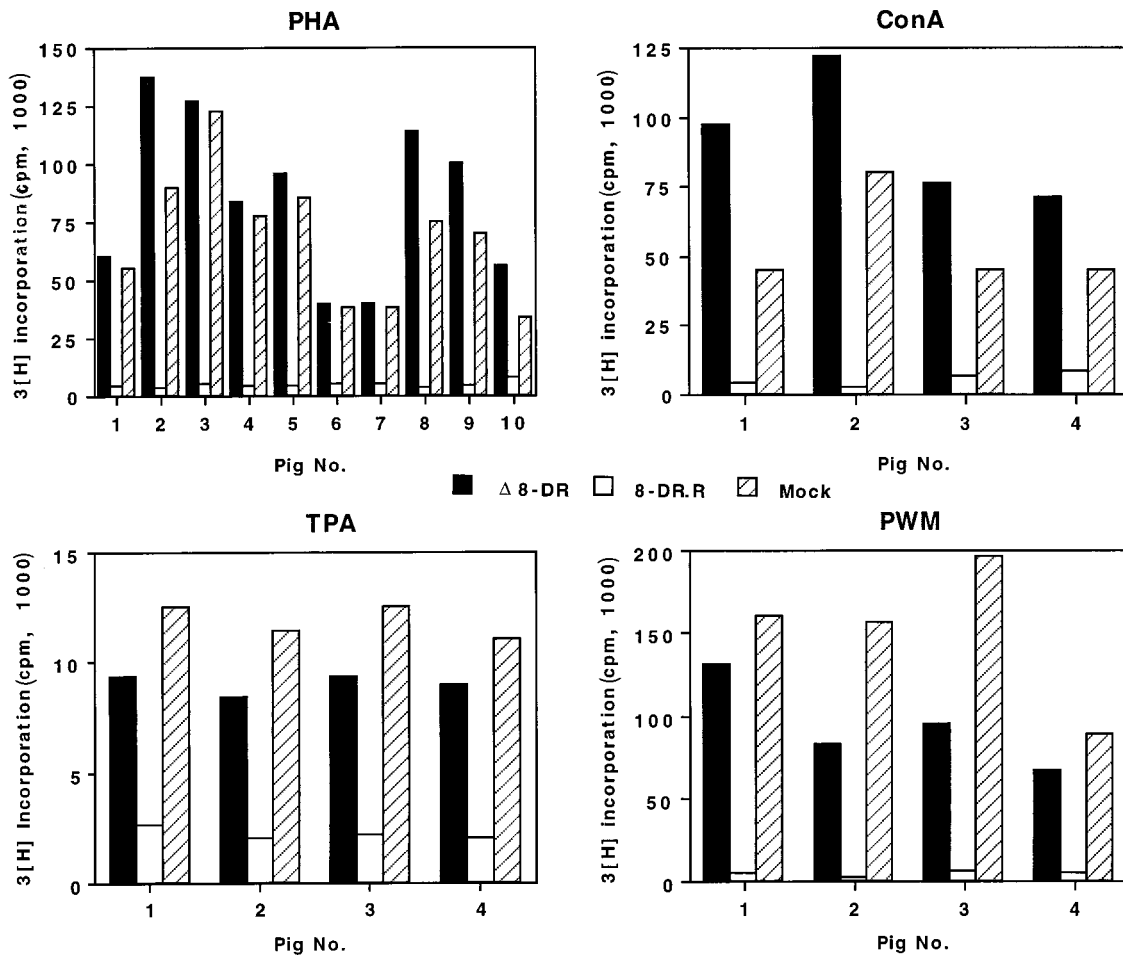 PHA
3[H] incorporation(cpm, 1000)
150
125
100
75
50
25
0
1 2 3 4 5 6 7 8 9 10
Pig No.
ConA
3[H] incorporation(cpm, 1000)
125
100
75
50
25
0
1 2 3 4
Pig No.
Δ8-DR 8-DR.R Mock
TPA
3[H] Incorporation(cpm, 1000)
15
10
5
0
1 2 3 4
Pig No.
PWM
3[H] incorporation(cpm, 1000)
200
150
100
50
0
1 2 3 4
Pig No.